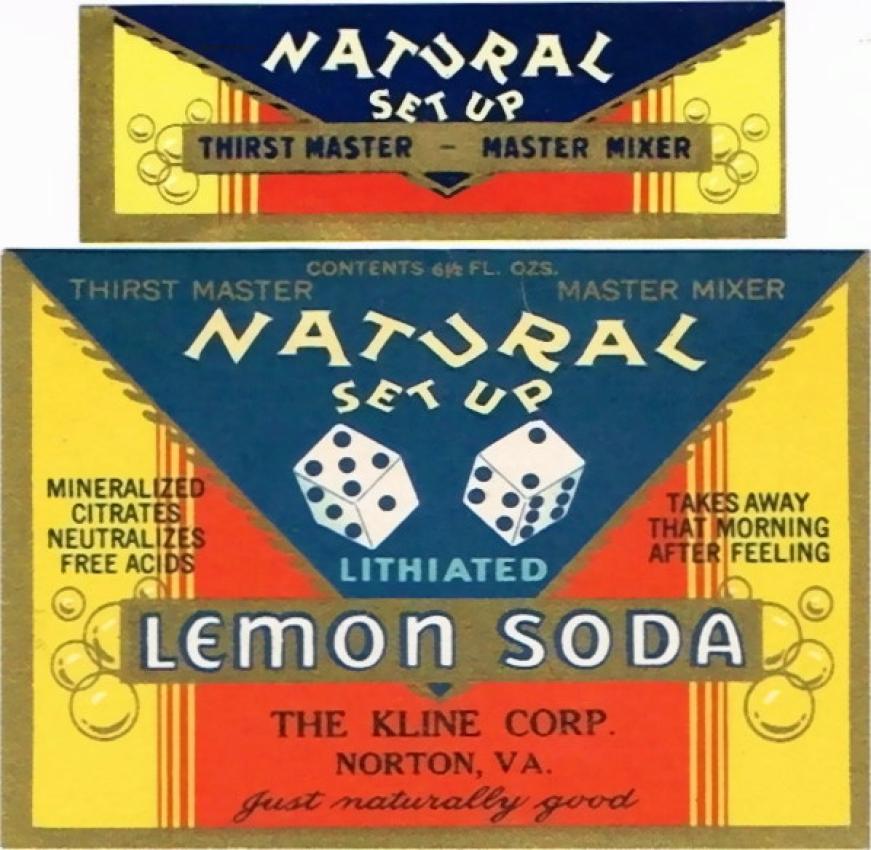 NATURAL
SET UP
THIRST MASTER - MASTER MIXER
CONTENTS 6½ FL. OZS.
THIRST MASTER MASTER MIXER
NATURAL
SET UP
MINERALIZED
CITRATES
NEUTRALIZES
FREE ACIDS
TAKES AWAY
THAT MORNING
AFTER FEELING
LITHIATED
LEMON SODA
THE KLINE CORP.
NORTON, VA.
Just naturally good